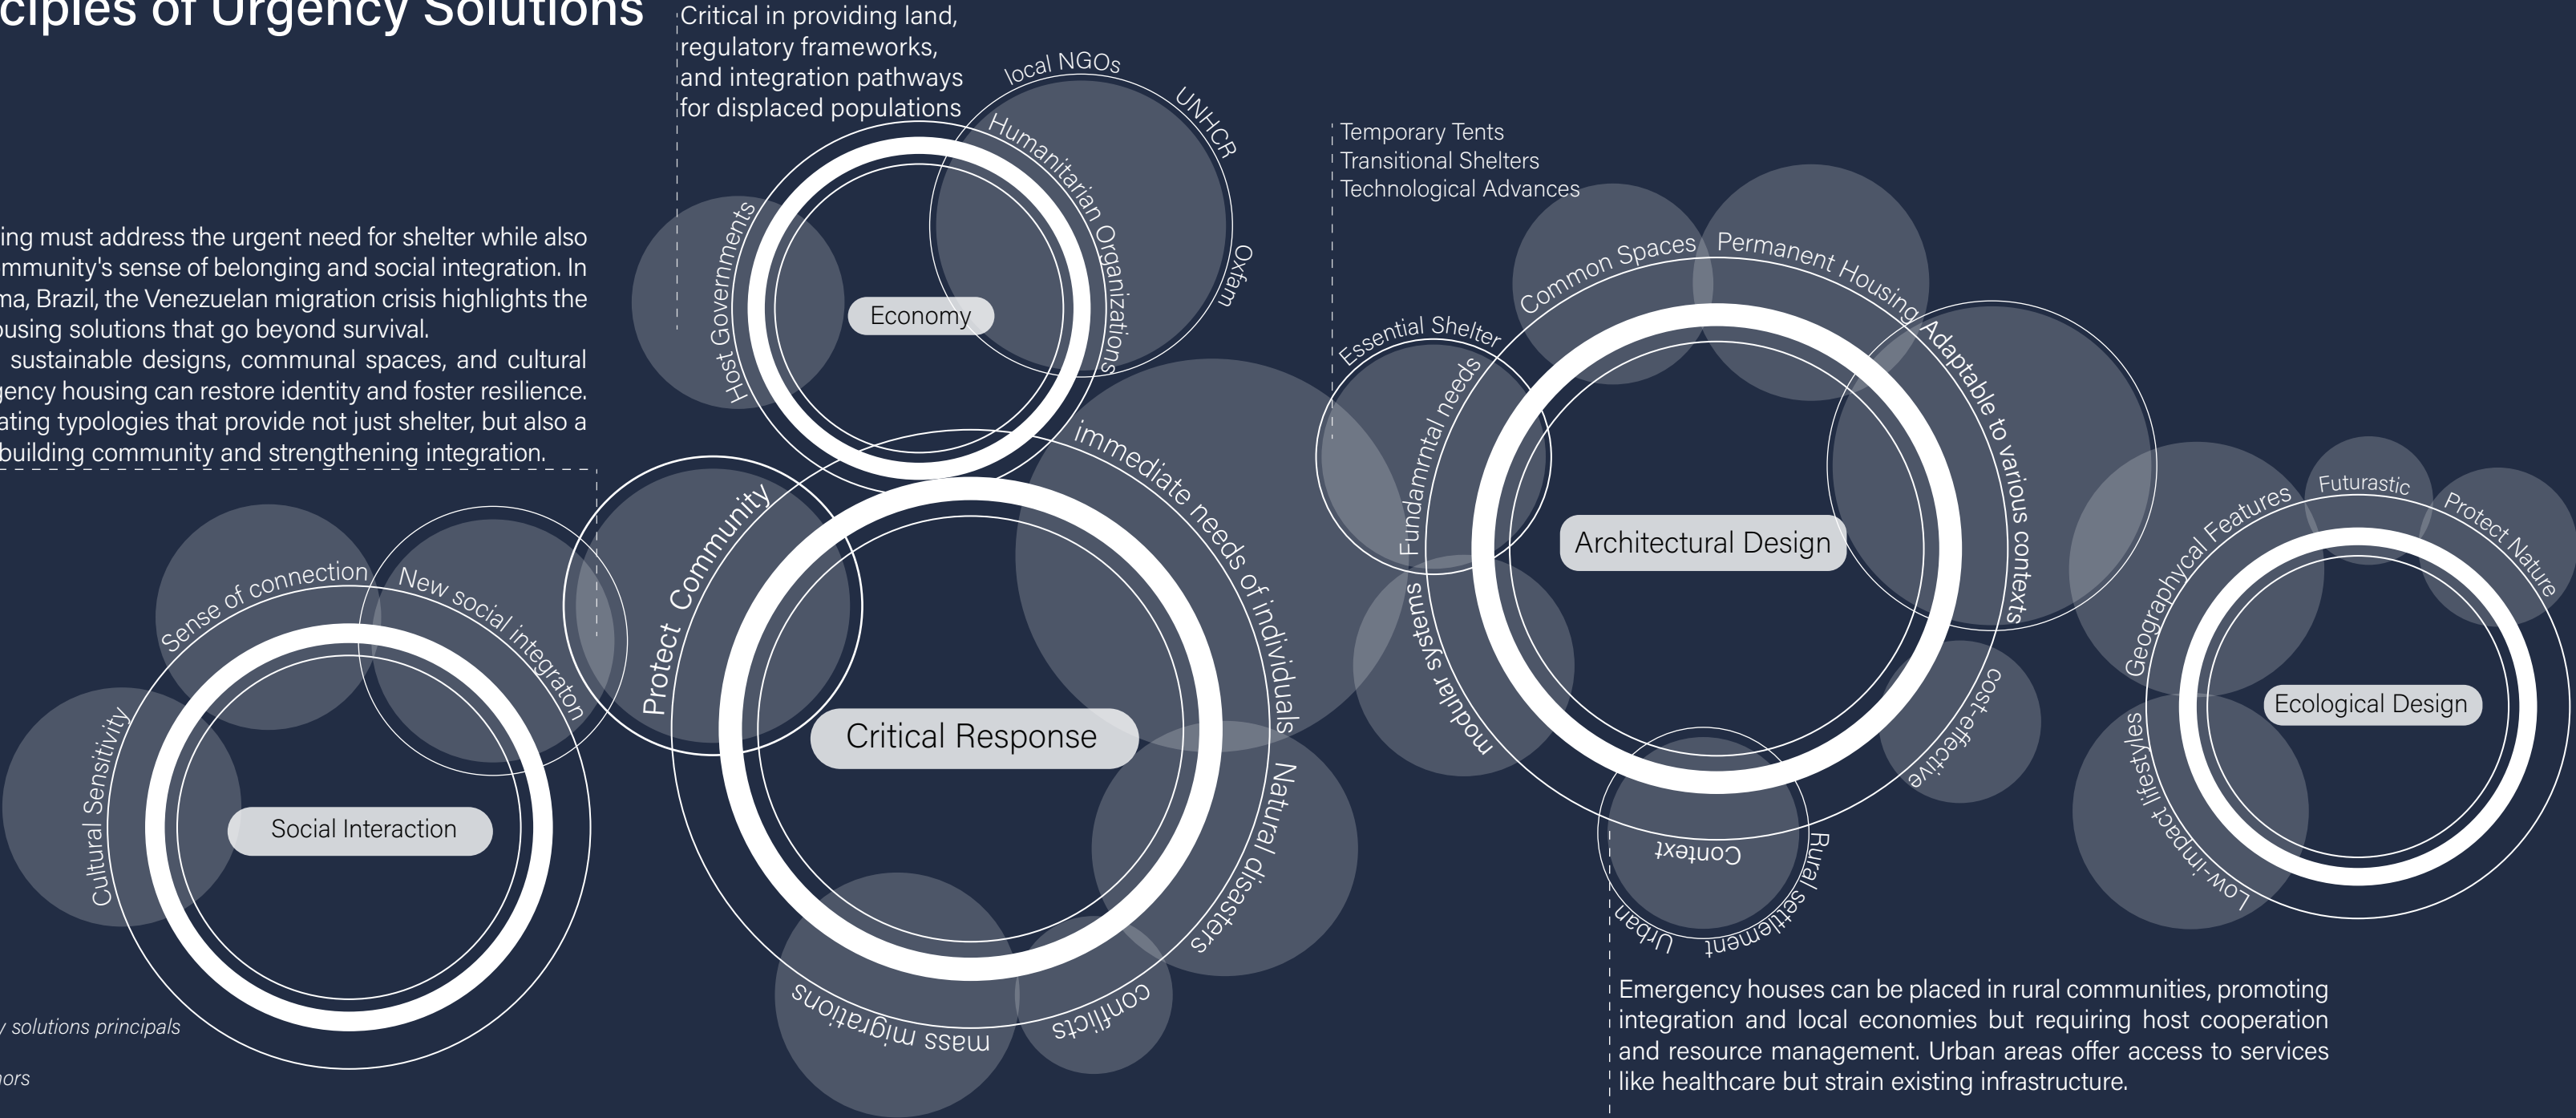 ciples of Urgency Solutions
Critical in providing land,
regulatory frameworks,
and integration pathways
for displaced populations
local NGOs
UNHCR
Oxfam
Humanitarian Organizations
Host Governments
Economy
ing must address the urgent need for shelter while also
mmunity's sense of belonging and social integration. In
ma, Brazil, the Venezuelan migration crisis highlights the
ousing solutions that go beyond survival.
sustainable designs, communal spaces, and cultural
gency housing can restore identity and foster resilience.
ating typologies that provide not just shelter, but also a
building community and strengthening integration.
Temporary Tents
Transitional Shelters
Technological Advances
Essential Shelter
Fundamrntal needs
Common Spaces
Permanent Housing
Adaptable to various contexts
Architectural Design
modular systems
cost-effective
Context
Urban
Rural settlement
Sense of connection
New social integraton
Cultural Sensitivity
Social Interaction
Protect Community
immediate needs of individuals
Critical Response
Natural disasters
conflicts
mass migrations
Geographycal Features
Futurastic
Protect Nature
Ecological Design
Low-impact lifestyles
Emergency houses can be placed in rural communities, promoting
integration and local economies but requiring host cooperation
and resource management. Urban areas offer access to services
like healthcare but strain existing infrastructure.
y solutions principals
hors